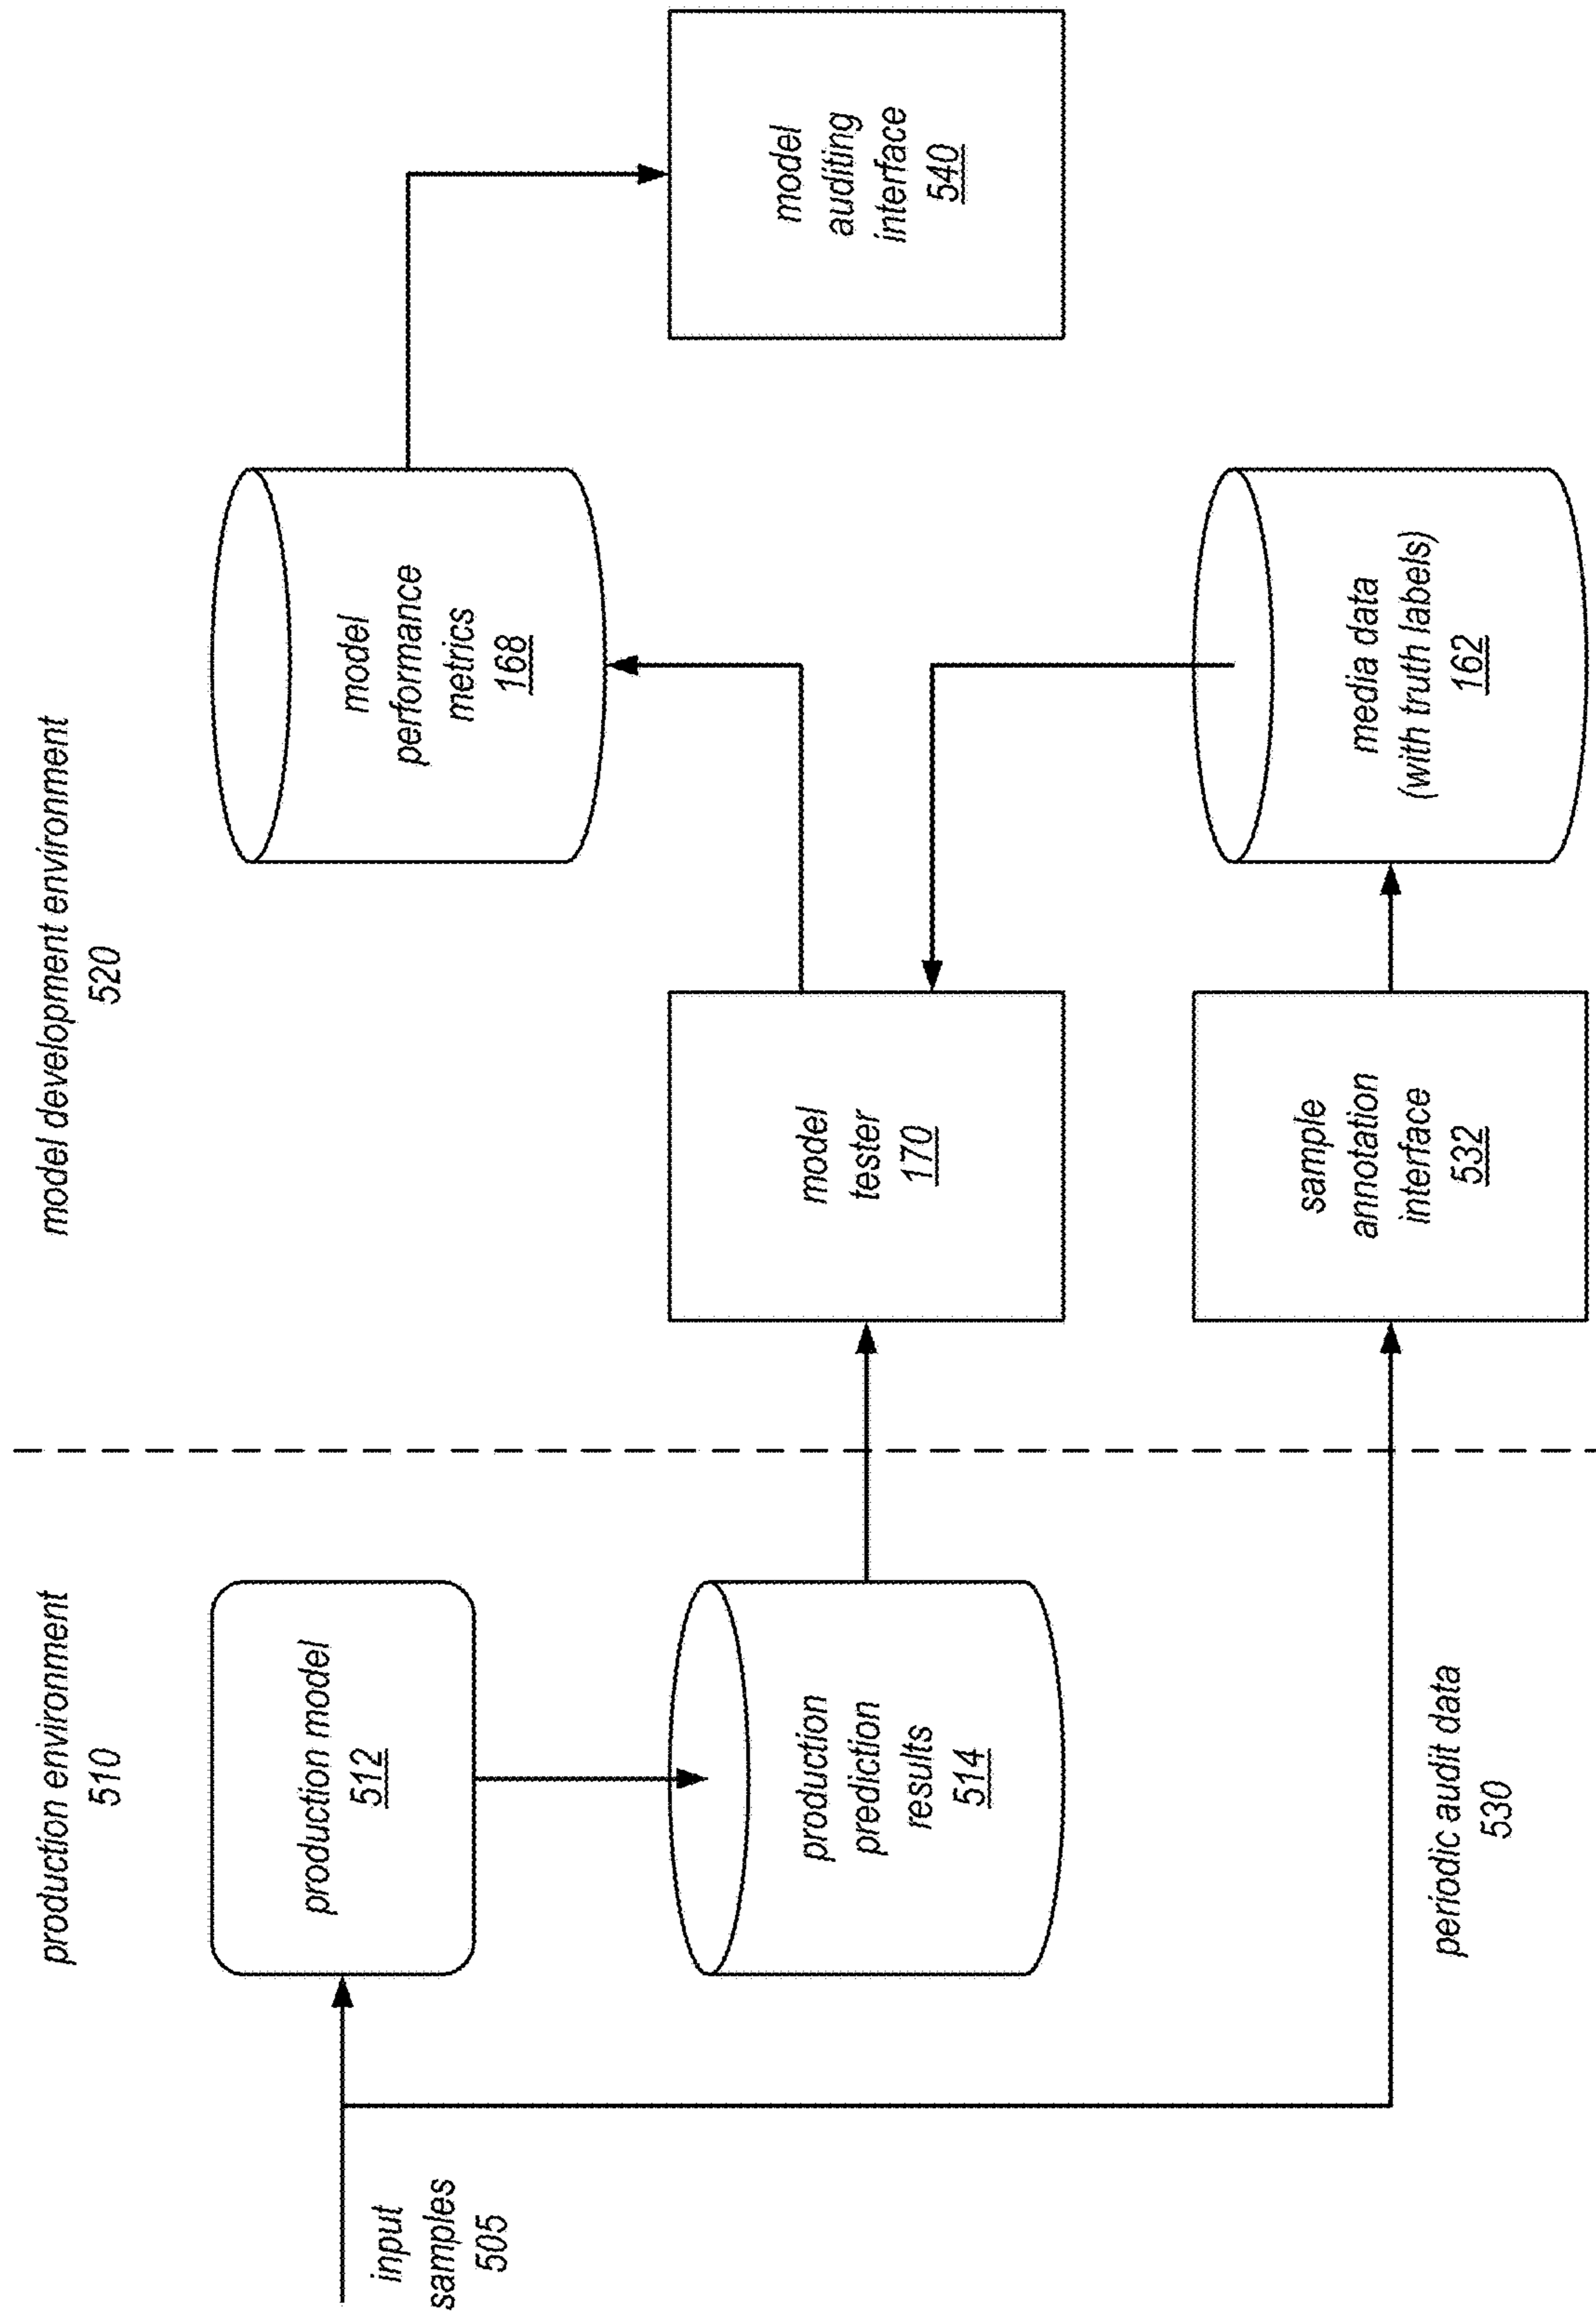 production environment
510
model development environment
520
input
samples
505
production model
512
production
prediction
results
514
periodic audit data
530
model
tester
170
sample
annotation
interface
532
model
performance
metrics
168
media data
(with truth labels)
162
model
auditing
interface
540